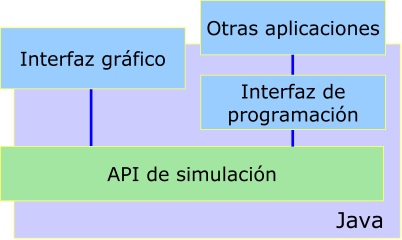 Otras aplicaciones
Interfaz gráfico
Interfaz de
programación
API de simulación
Java